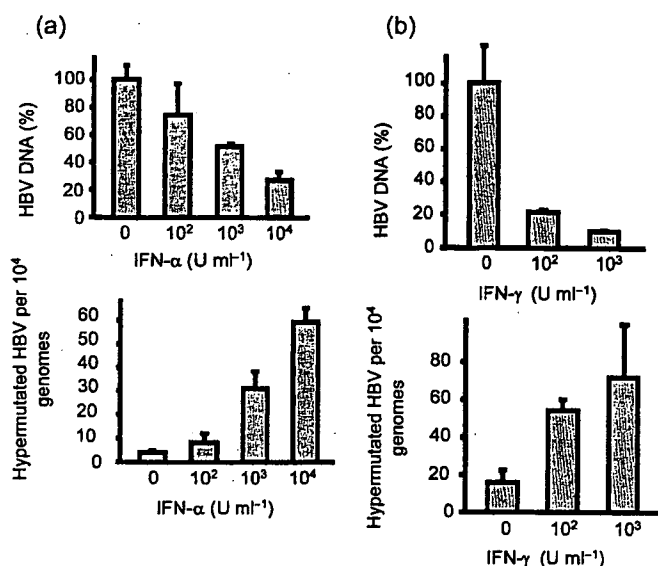 (a)
HBV DNA (%)
100
80
60
40
20
0
0 10² 10³ 10⁴
IFN-α (U ml⁻¹)
Hypermutated HBV per 10⁴
genomes
60
50
40
30
20
10
0
0 10² 10³ 10⁴
IFN-α (U ml⁻¹)
(b)
HBV DNA (%)
100
80
60
40
20
0
0 10² 10³
IFN-γ (U ml⁻¹)
Hypermutated HBV per 10⁴
genomes
80
60
40
20
0
0 10² 10³
IFN-γ (U ml⁻¹)